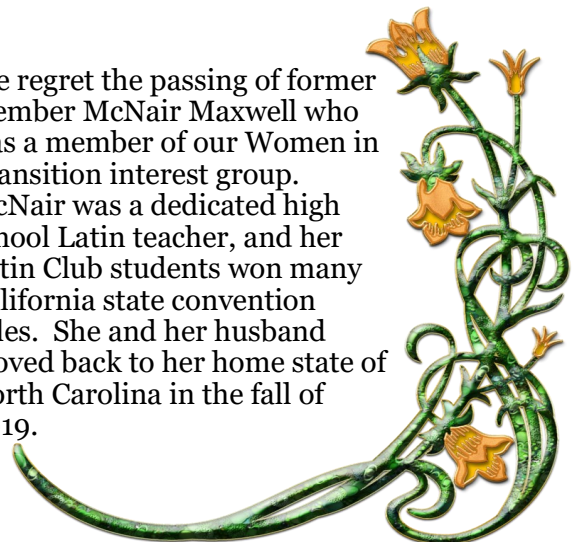 e regret the passing of former
ember McNair Maxwell who
as a member of our Women in
ansition interest group.
cNair was a dedicated high
hool Latin teacher, and her
tin Club students won many
lifornia state convention
les.  She and her husband
oved back to her home state of
orth Carolina in the fall of
19.